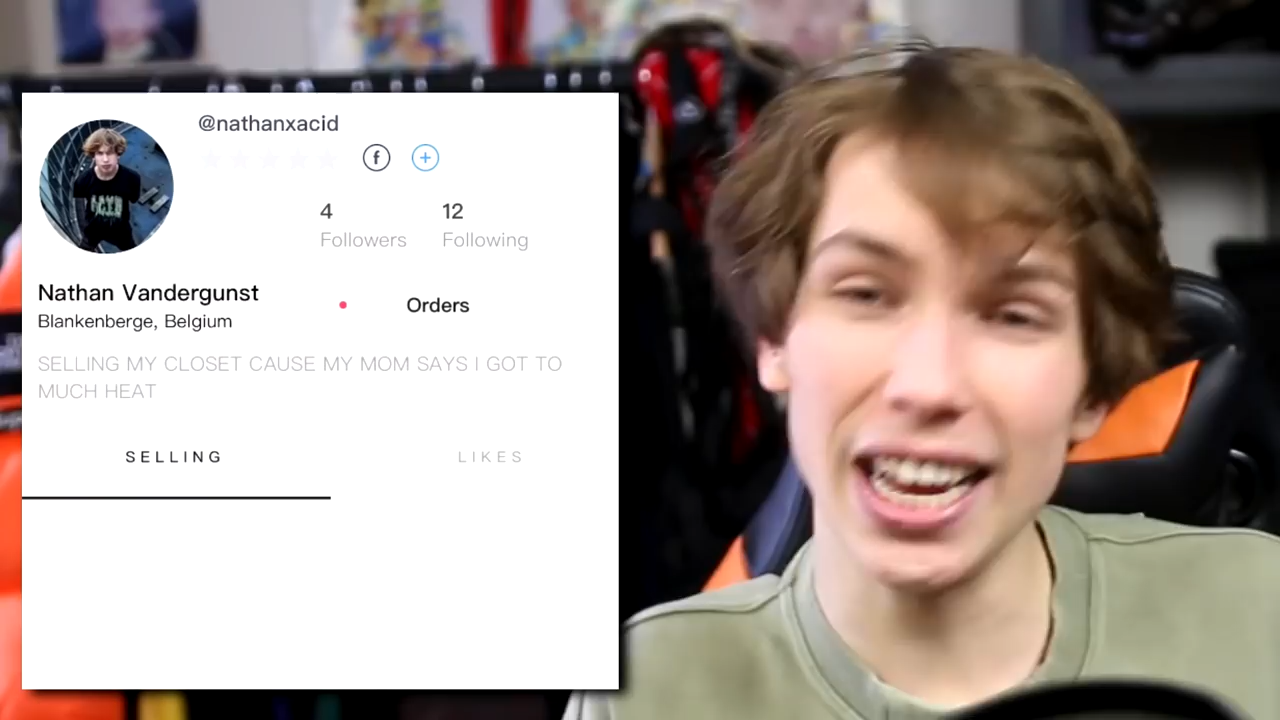 @nathanxacid
4
12
Followers
Following
Nathan Vandergunst
Orders
Blankenberge, Belgium
SELLING MY CLOSET CAUSE MY MOM SAYS I GOT TO
MUCH HEAT
SELLING
LIKES